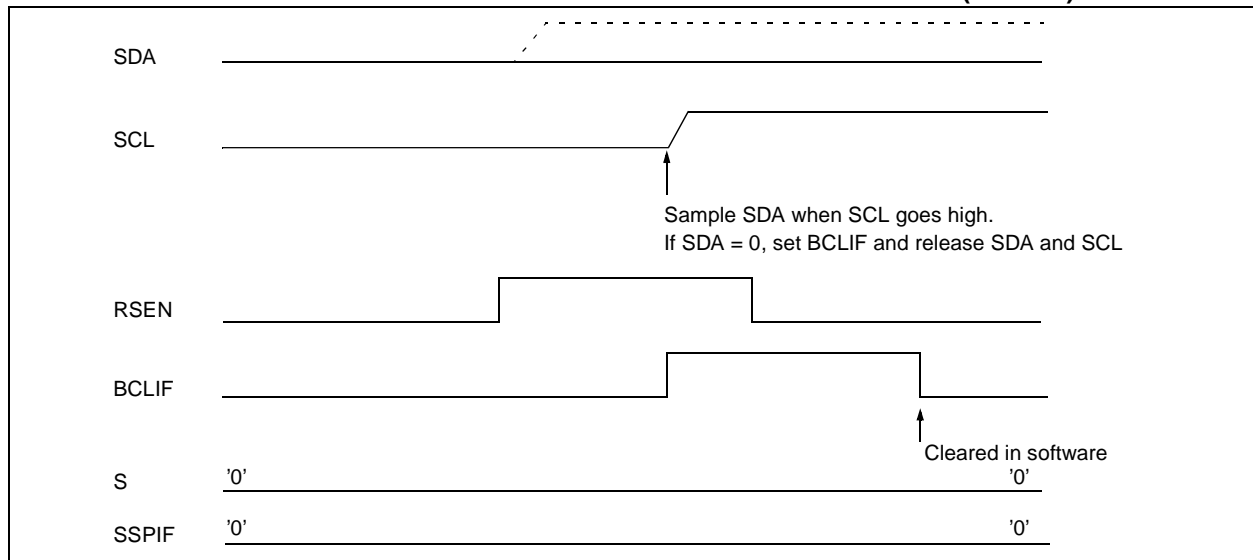 SDA
SCL
Sample SDA when SCL goes high.
If SDA = 0, set BCLIF and release SDA and SCL
RSEN
BCLIF
Cleared in software
S
'0'
'0'
SSPIF
'0'
'0'